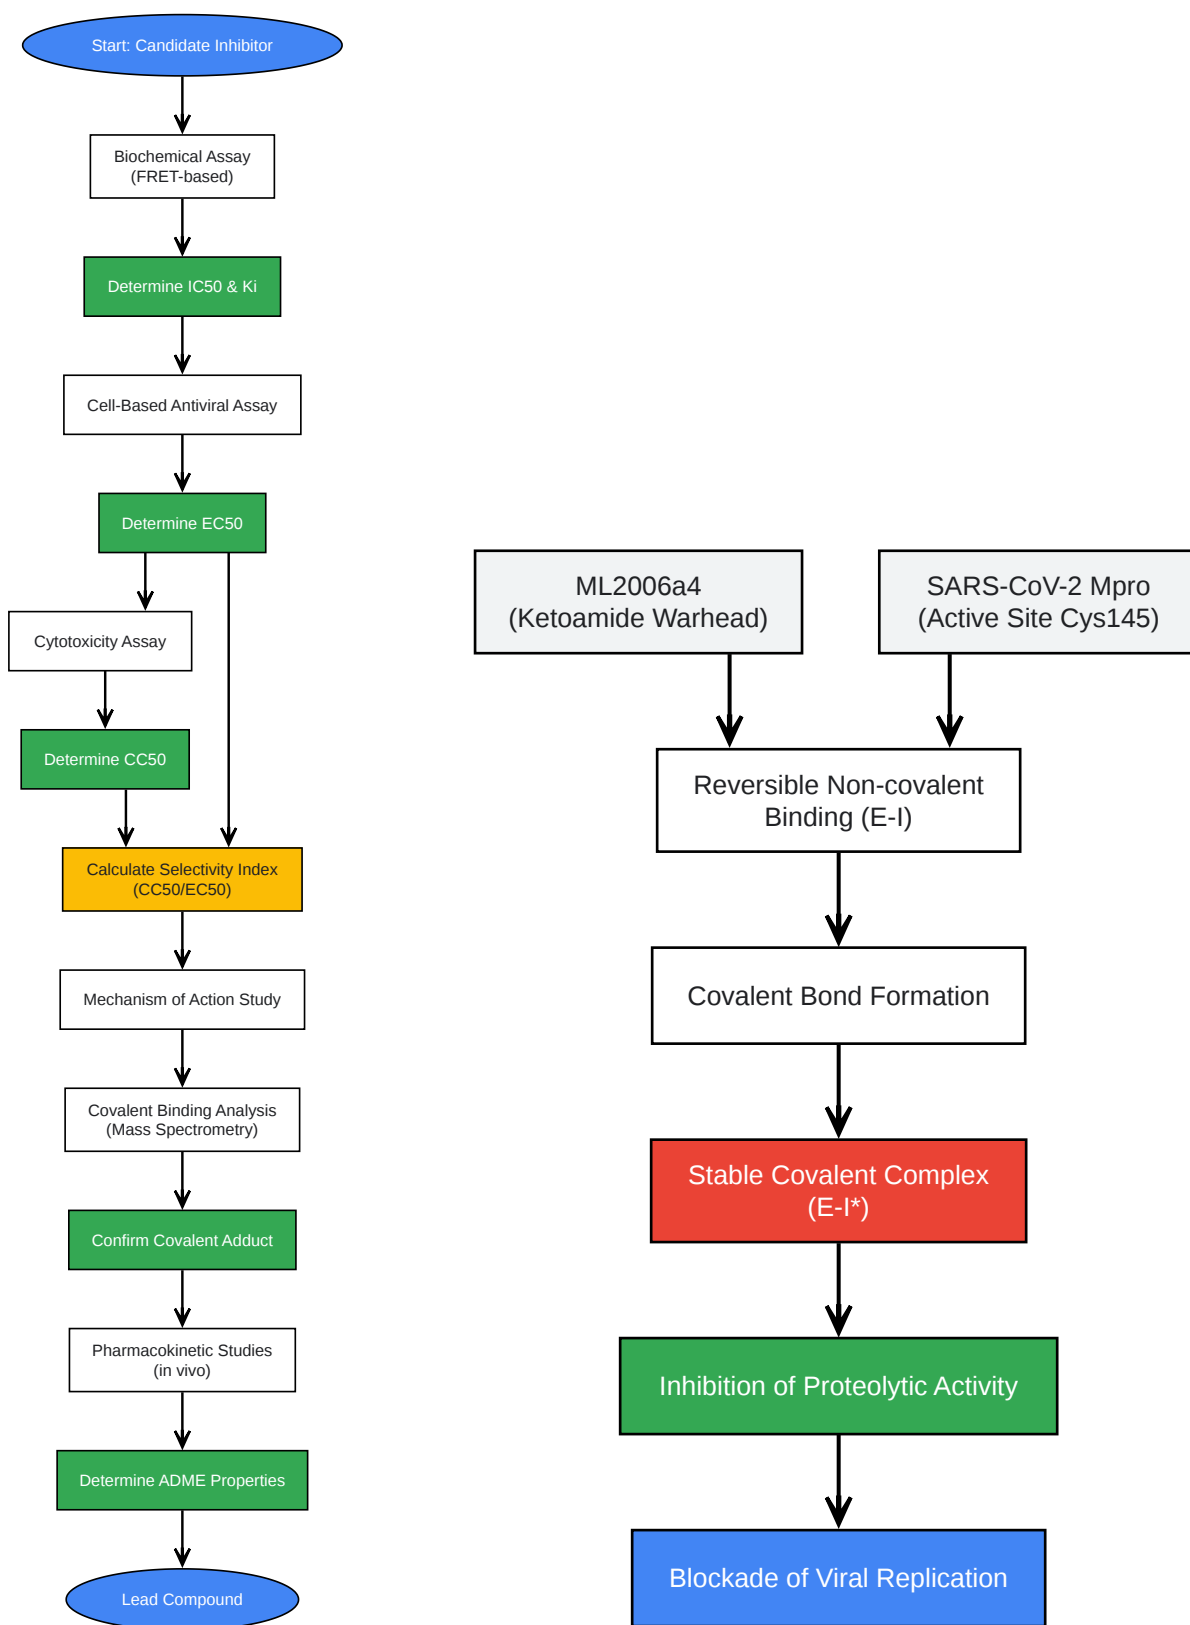 Start: Candidate Inhibitor
Biochemical Assay
(FRET-based)
Determine IC50 & Ki
Cell-Based Antiviral Assay
Determine EC50
Cytotoxicity Assay
Determine CC50
Calculate Selectivity Index
(CC50/EC50)
Mechanism of Action Study
Covalent Binding Analysis
(Mass Spectrometry)
Confirm Covalent Adduct
Pharmacokinetic Studies
(in vivo)
Determine ADME Properties
Lead Compound
ML2006a4
(Ketoamide Warhead)
SARS-CoV-2 Mpro
(Active Site Cys145)
Reversible Non-covalent
Binding (E-I)
Covalent Bond Formation
Stable Covalent Complex
(E-I*)
Inhibition of Proteolytic Activity
Blockade of Viral Replication